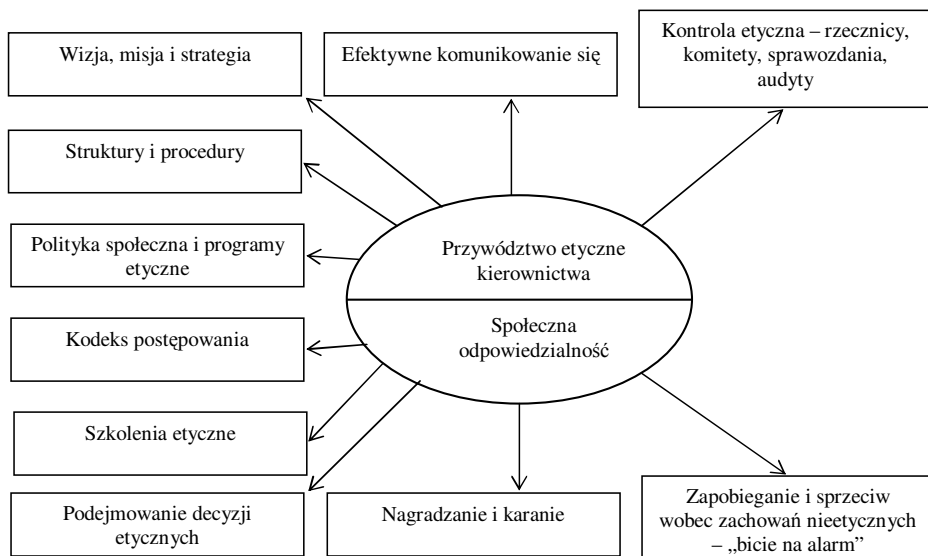 Wizja, misja i strategia
Efektywne komunikowanie się
Kontrola etyczna – rzecznicy,
komitety, sprawozdania,
audyty
Struktury i procedury
Polityka społeczna i programy
etyczne
Przywództwo etyczne
kierownictwa
Kodeks postępowania
Społeczna
odpowiedzialność
Szkolenia etyczne
Podejmowanie decyzji
etycznych
Nagradzanie i karanie
Zapobieganie i sprzeciw
wobec zachowań nieetycznych
– „bicie na alarm”